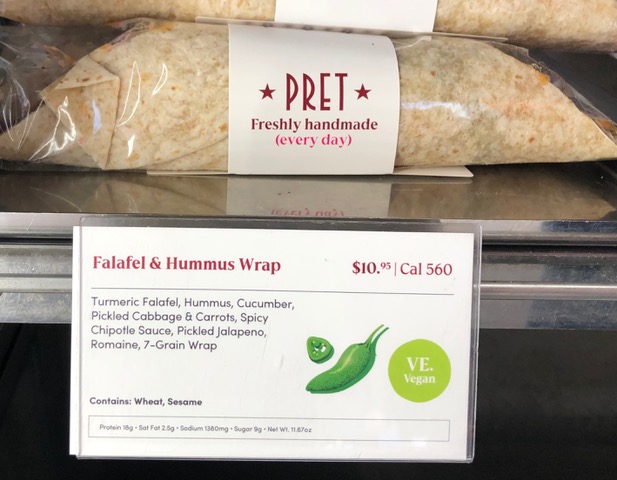 ★ PRET ★
Freshly handmade
(every day)
Falafel & Hummus Wrap
$10.95 | Cal 560
Turmeric Falafel, Hummus, Cucumber,
Pickled Cabbage & Carrots, Spicy
Chipotle Sauce, Pickled Jalapeno,
Romaine, 7-Grain Wrap
VE.
Vegan
Contains: Wheat, Sesame
Protein 18g • Sat Fat 2.5g • Sodium 1380mg • Sugar 9g • Net Wt. 11.67oz